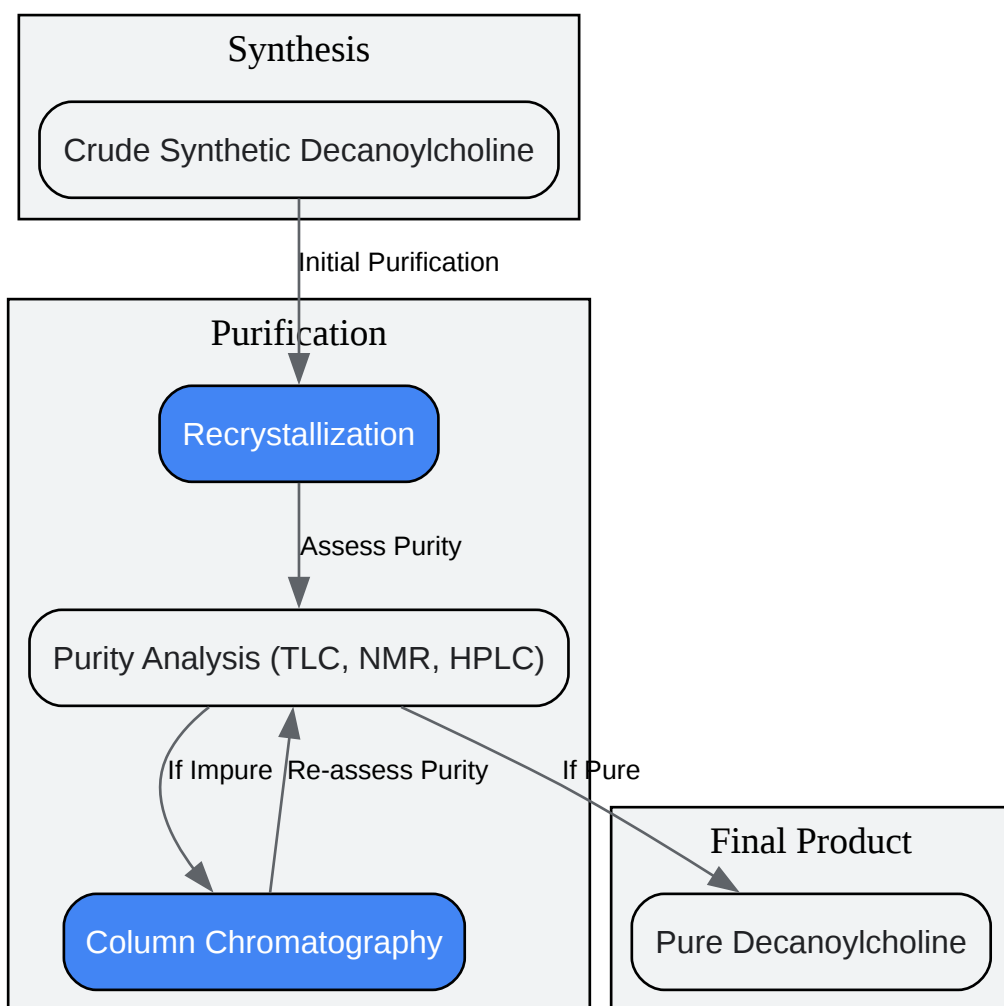 Synthesis
Crude Synthetic Decanoylcholine
Initial Purification
Purification
Recrystallization
Assess Purity
Purity Analysis (TLC, NMR, HPLC)
If Impure
Re-assess Purity
If Pure
Final Product
Column Chromatography
Pure Decanoylcholine